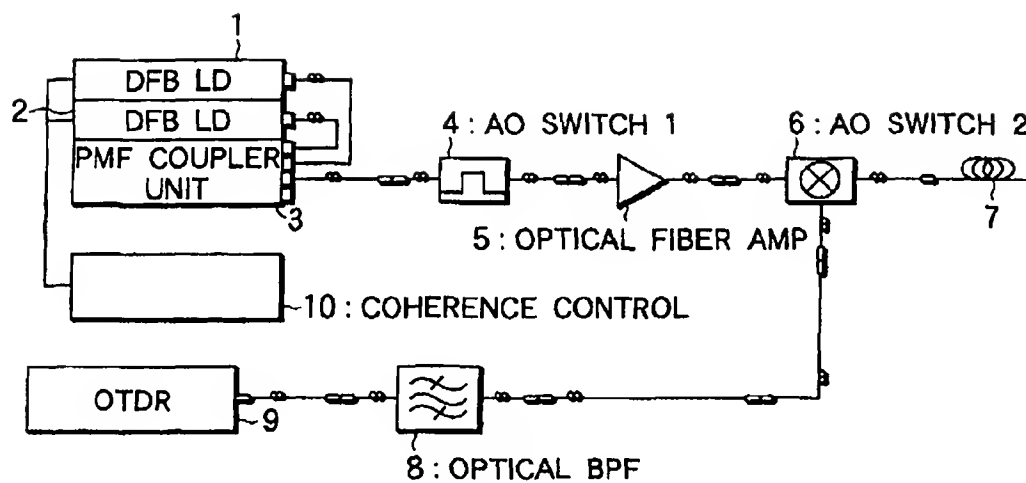 1
DFB LD
2
DFB LD
PMF COUPLER
UNIT
3
4 : AO SWITCH 1
6 : AO SWITCH 2
7
5 : OPTICAL FIBER AMP
10 : COHERENCE CONTROL
OTDR
9
8 : OPTICAL BPF